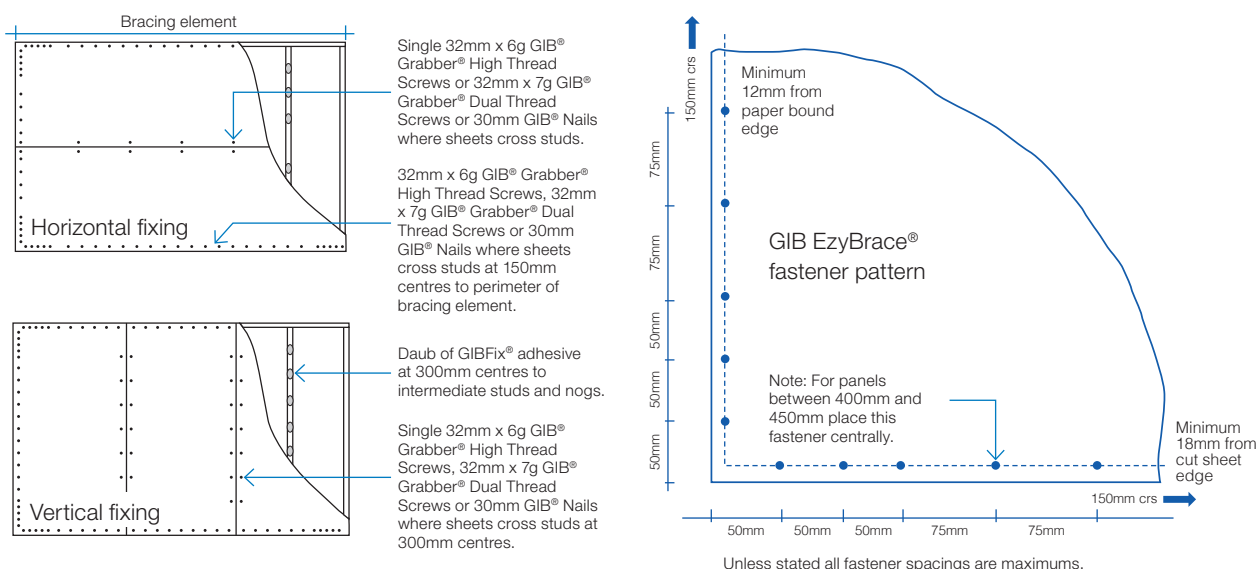 Bracing element
Single 32mm x 6g GIB®
Grabber® High Thread
Screws or 32mm x 7g GIB®
Grabber® Dual Thread
Screws or 30mm GIB® Nails
where sheets cross studs.
32mm x 6g GIB® Grabber®
High Thread Screws, 32mm
x 7g GIB® Grabber® Dual
Thread Screws or 30mm
GIB® Nails where sheets
cross studs at 150mm
centres to perimeter of
bracing element.
Horizontal fixing
Daub of GIBFix® adhesive
at 300mm centres to
intermediate studs and nogs.
Single 32mm x 6g GIB®
Grabber® High Thread
Screws, 32mm x 7g GIB®
Grabber® Dual Thread
Screws or 30mm GIB® Nails
where sheets cross studs at
300mm centres.
Vertical fixing
150mm crs
Minimum
12mm from
paper bound
edge
75mm
75mm
50mm
50mm
50mm
GIB EzyBrace®
fastener pattern
Note: For panels
between 400mm and
450mm place this
fastener centrally.
Minimum
18mm from
cut sheet
edge
150mm crs
50mm
50mm
50mm
75mm
75mm
Unless stated all fastener spacings are maximums.